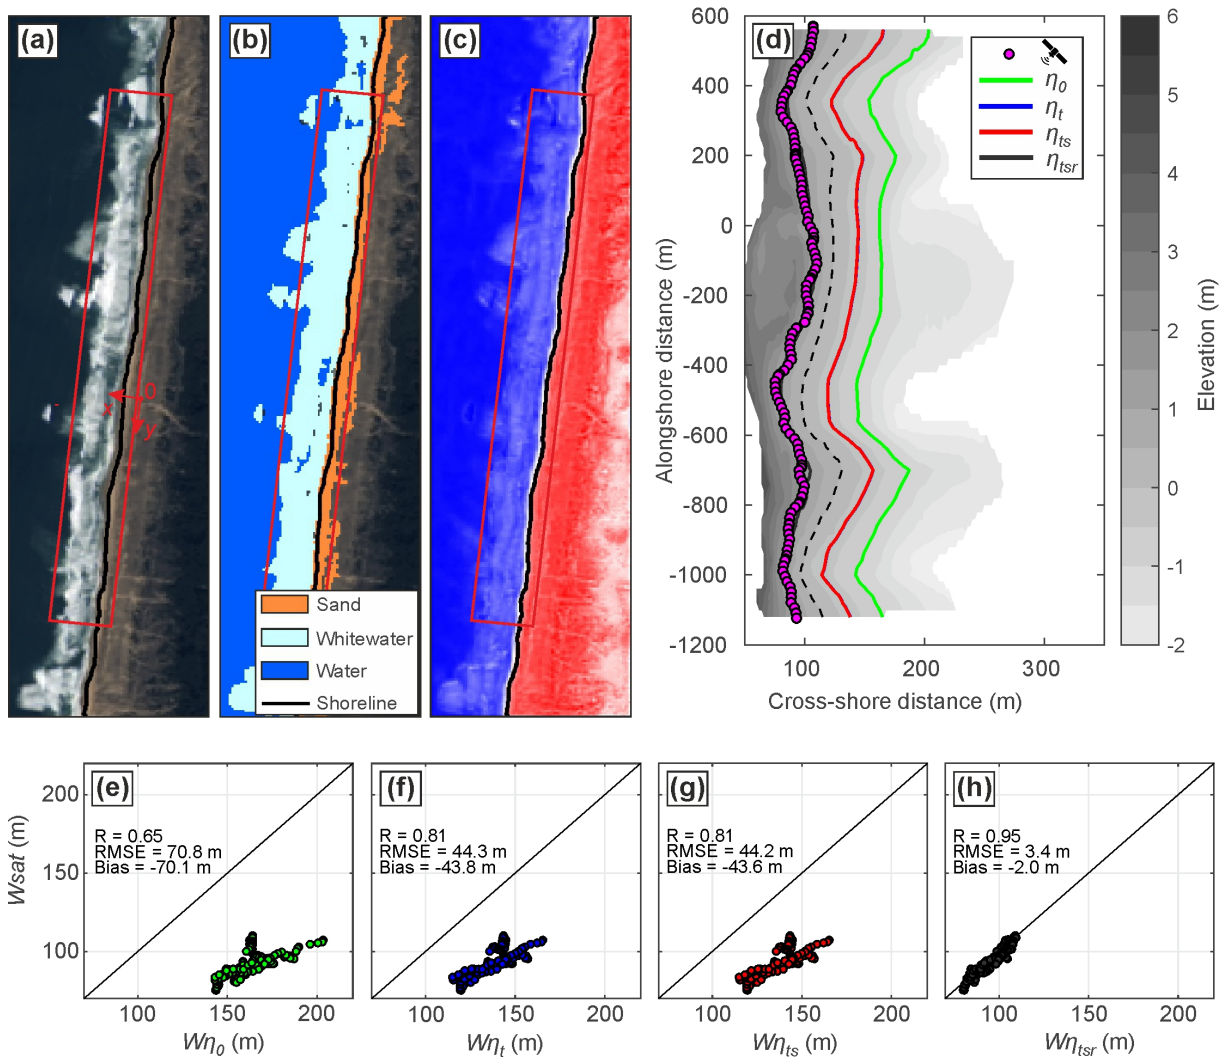 (a)
0
x
y
(b)
Sand
Whitewater
Water
Shoreline
(c)
(d)
η0
ηt
ηts
ηtsr
600
400
200
0
-200
-400
-600
-800
-1000
-1200
Alongshore distance (m)
100
200
300
Cross-shore distance (m)
6
5
4
3
2
1
0
-1
-2
Elevation (m)
(e)
R = 0.65
RMSE = 70.8 m
Bias = -70.1 m
200
150
100
Wsat (m)
100
150
200
Wη0 (m)
(f)
R = 0.81
RMSE = 44.3 m
Bias = -43.8 m
100
150
200
Wηt (m)
(g)
R = 0.81
RMSE = 44.2 m
Bias = -43.6 m
100
150
200
Wηts (m)
(h)
R = 0.95
RMSE = 3.4 m
Bias = -2.0 m
100
150
200
Wηtsr (m)